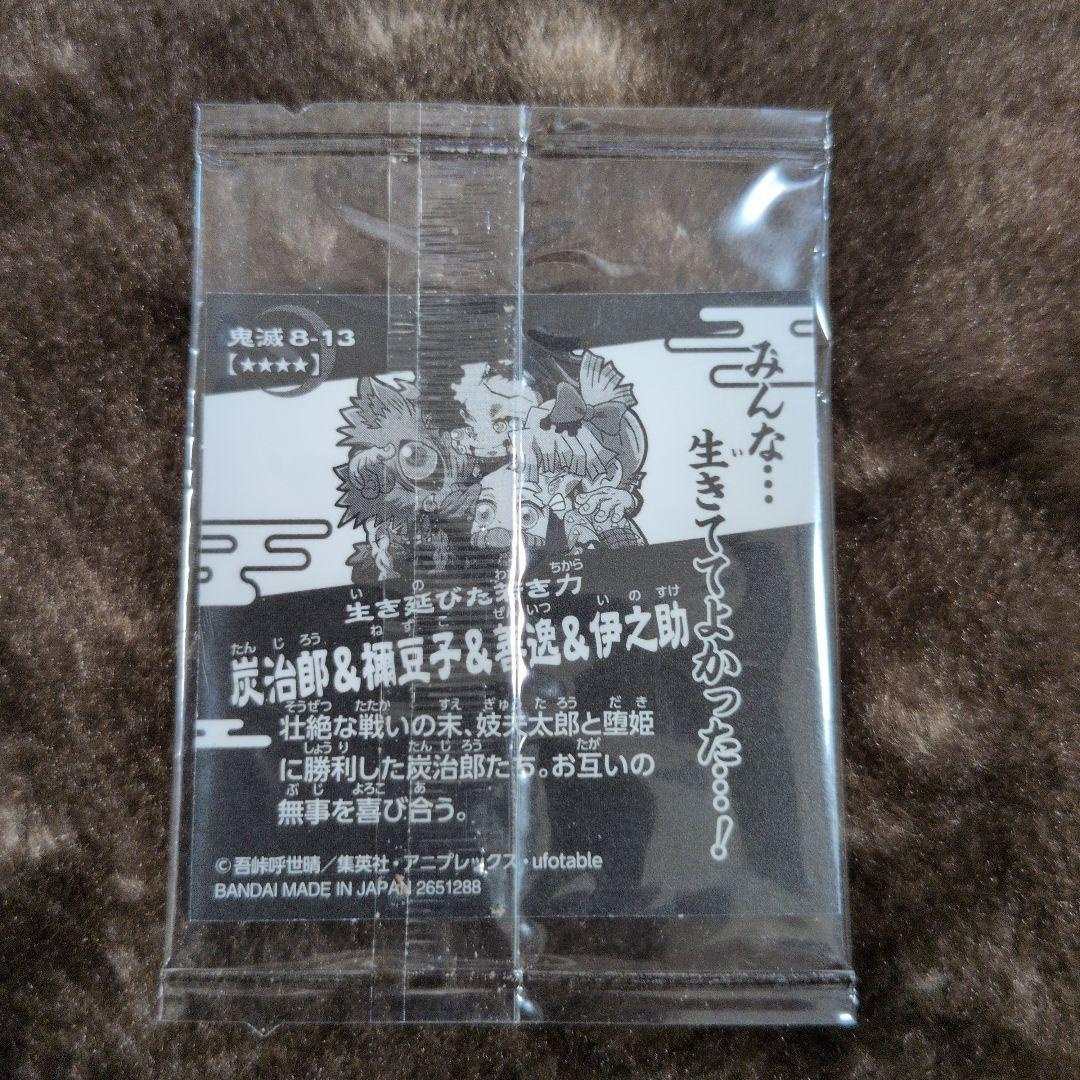 鬼滅 8-13
【★★★★】
みんな…
生きててよかった……!
生き延びた若き力
炭治郎&禰豆子&善逸&伊之助
壮絶な戦いの末、妓夫太郎と堕姫
に勝利した炭治郎たち。お互いの
無事を喜び合う。
©吾峠呼世晴／集英社・アニプレックス・ufotable
BANDAI MADE IN JAPAN 2651288